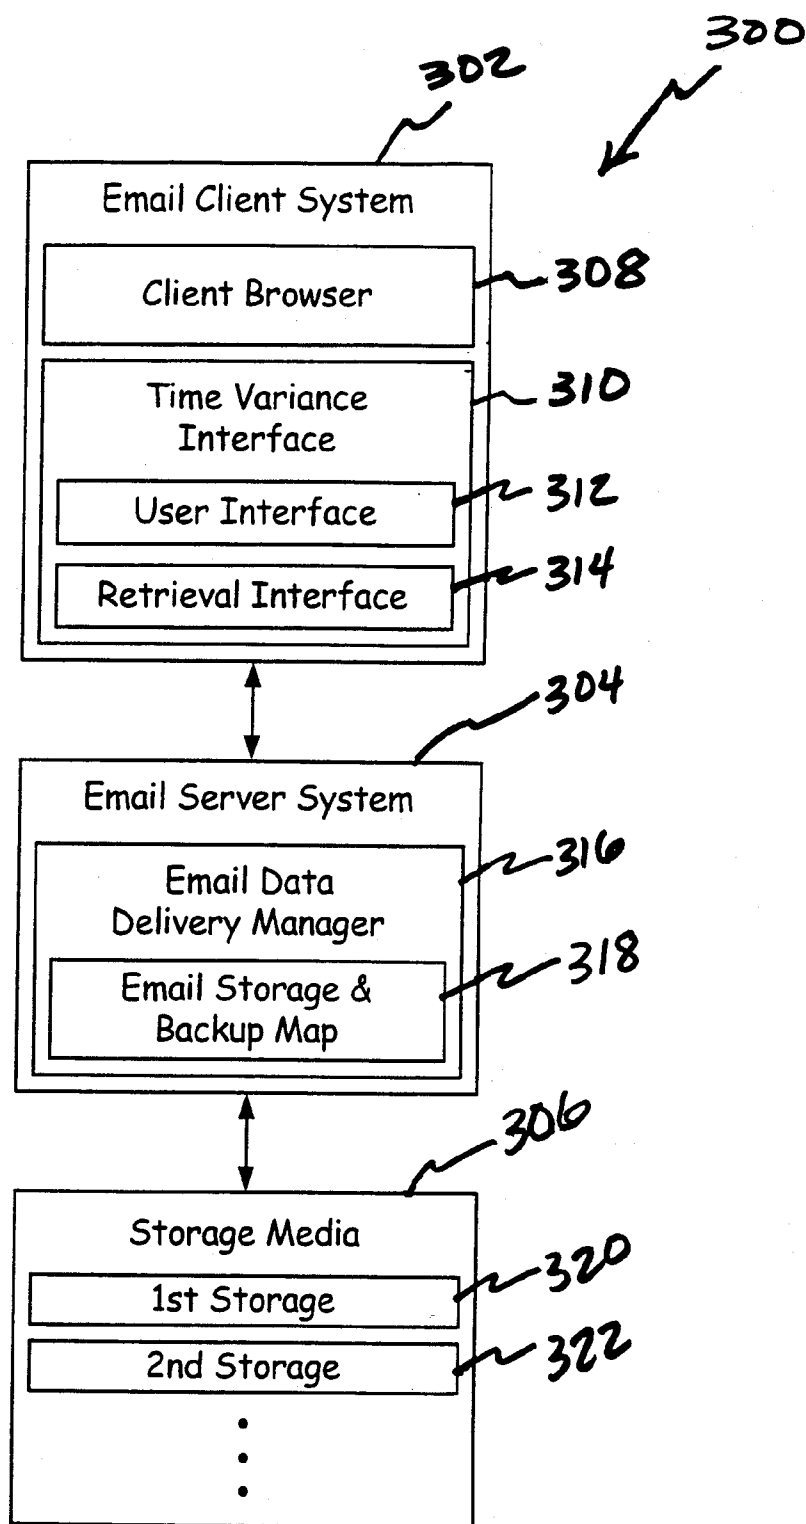 300
302
Email Client System
Client Browser
308
Time Variance
Interface
310
User Interface
312
Retrieval Interface
314
304
Email Server System
Email Data
Delivery Manager
316
Email Storage &
Backup Map
318
306
Storage Media
1st Storage
320
2nd Storage
322